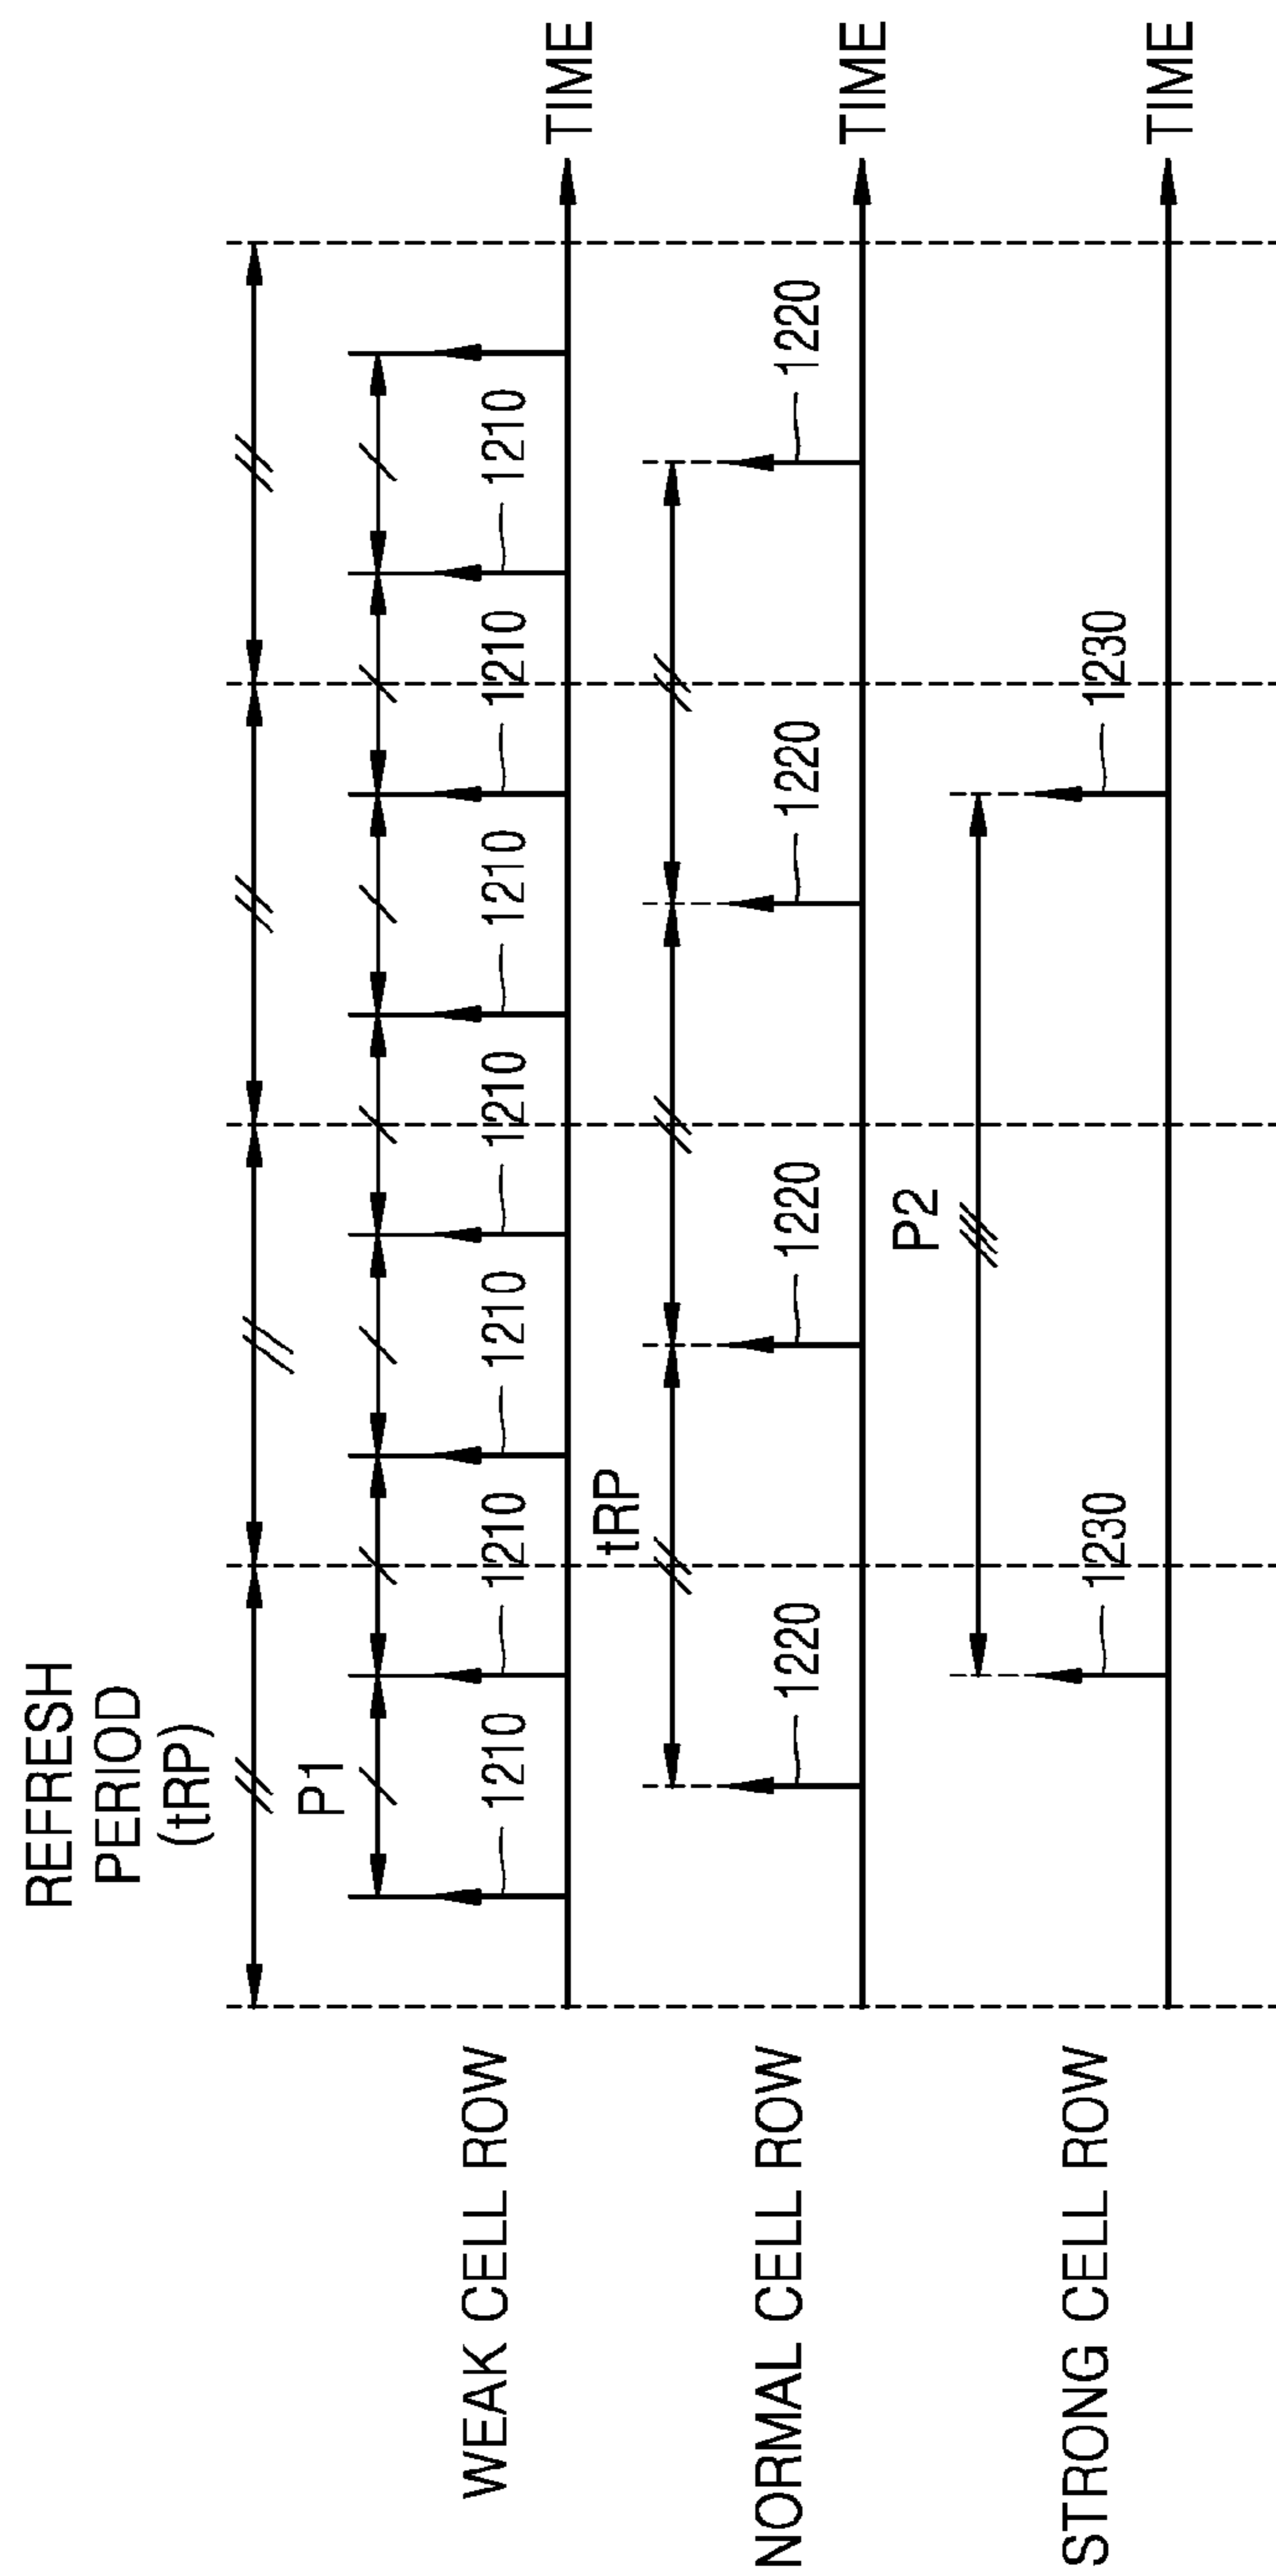 REFRESH
PERIOD
(tRP)
P1
WEAK CELL ROW
1210 1210 1210 1210 1210 1210 1210
TIME
tRP
NORMAL CELL ROW
1220 1220 1220 1220
TIME
P2
STRONG CELL ROW
1230 1230
TIME